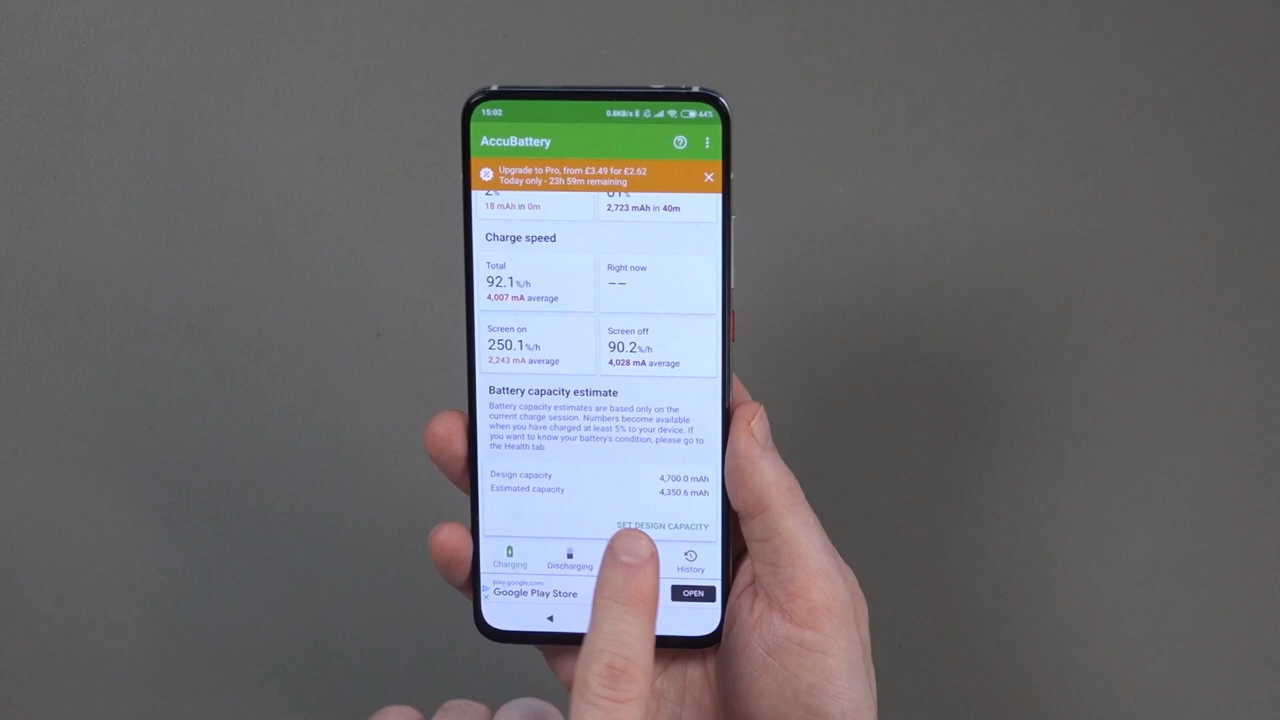 15:02
0.8KB/s 44%
AccuBattery
Upgrade to Pro, from £3.49 for £2.62
Today only - 23h 59m remaining
18 mAh in 0m
2,723 mAh in 40m
Charge speed
Total
92.1%/h
4,007 mA average
Right now
––
Screen on
250.1%/h
2,243 mA average
Screen off
90.2%/h
4,028 mA average
Battery capacity estimate
Battery capacity estimates are based only on the
current charge session. Numbers become available
when you have charged at least 5% to your device. If
you want to know your battery's condition, please go to
the Health tab.
Design capacity 4,700.0 mAh
Estimated capacity 4,350.6 mAh
SET DESIGN CAPACITY
Charging
Discharging
History
play.google.com
Google Play Store
OPEN